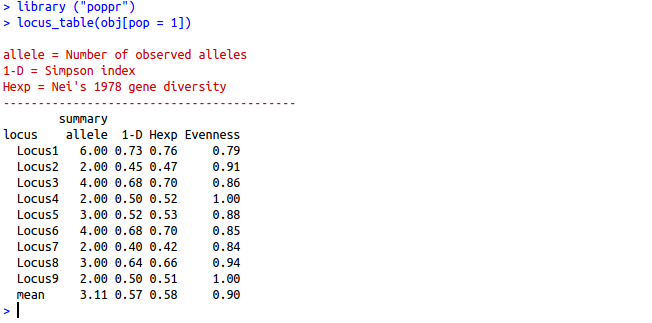 > library ("poppr")
> locus_table(obj[pop = 1])
allele = Number of observed alleles
1-D = Simpson index
Hexp = Nei's 1978 gene diversity
------------------------------------------
summary
locus allele 1-D Hexp Evenness
Locus1 6.00 0.73 0.76 0.79
Locus2 2.00 0.45 0.47 0.91
Locus3 4.00 0.68 0.70 0.86
Locus4 2.00 0.50 0.52 1.00
Locus5 3.00 0.52 0.53 0.88
Locus6 4.00 0.68 0.70 0.85
Locus7 2.00 0.40 0.42 0.84
Locus8 3.00 0.64 0.66 0.94
Locus9 2.00 0.50 0.51 1.00
mean 3.11 0.57 0.58 0.90
>